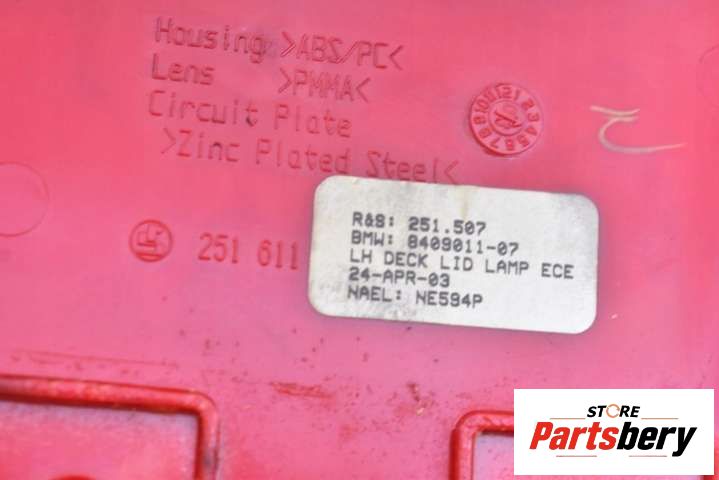 Housing >ABS/PC<
Lens >PMMA<
Circuit Plate
>Zinc Plated Steel<
251 611
R&S: 251.507
BMW: 8409011-07
LH DECK LID LAMP ECE
24-APR-03
NAEL: NE594P
STORE
Partsbery